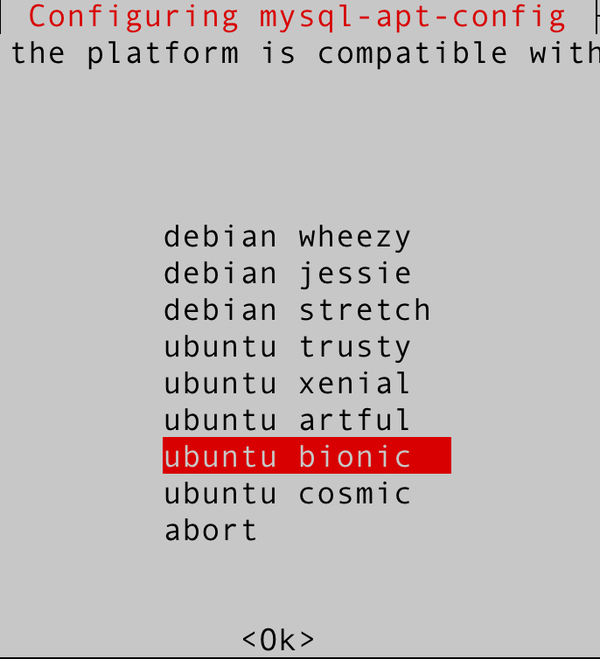 Configuring mysql-apt-config
the platform is compatible with
debian wheezy
debian jessie
debian stretch
ubuntu trusty
ubuntu xenial
ubuntu artful
ubuntu bionic
ubuntu cosmic
abort
<Ok>